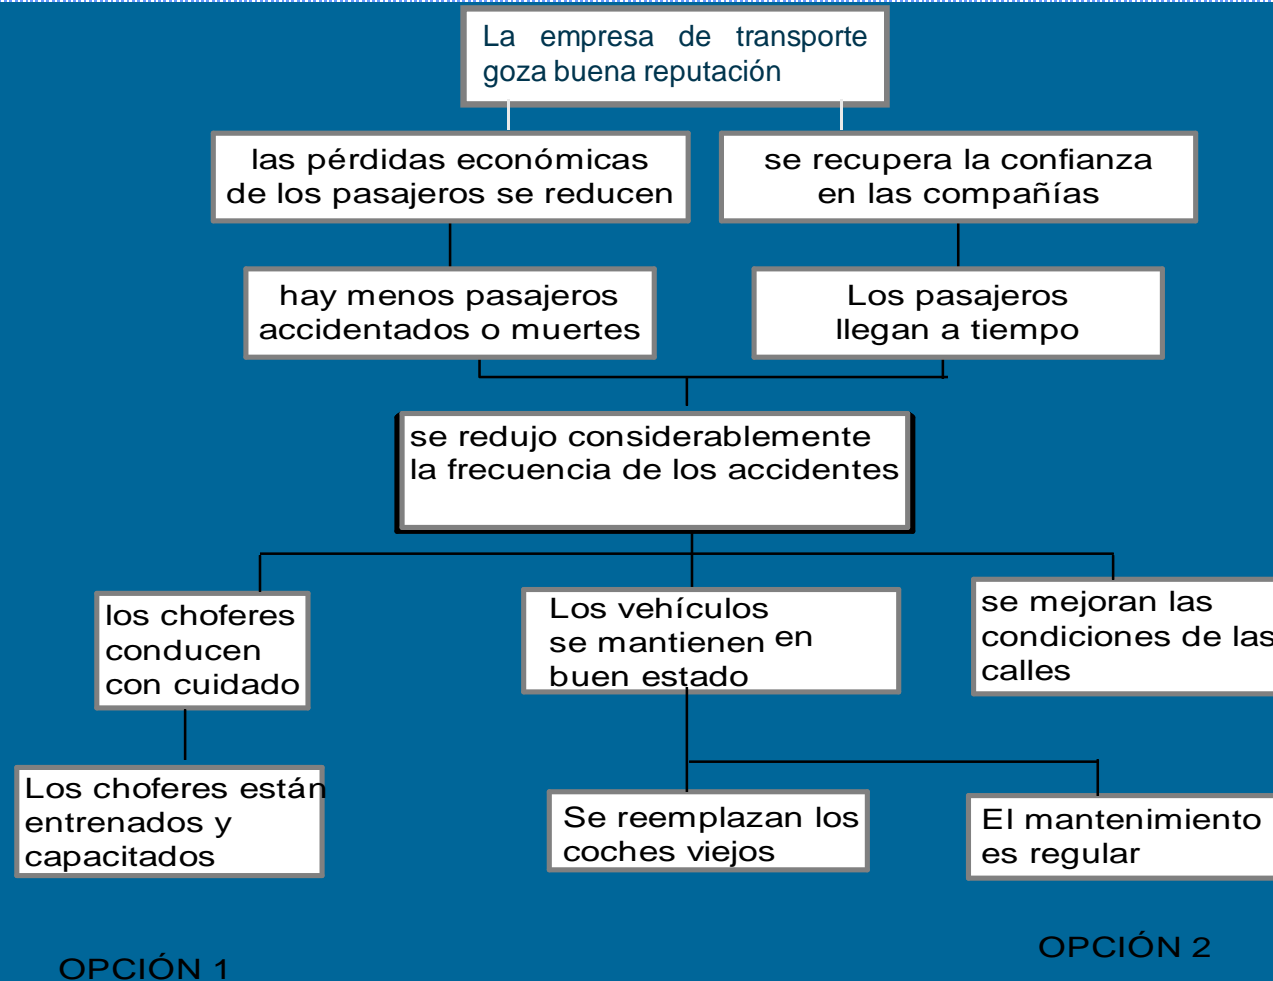 La empresa de transporte
goza buena reputación
las pérdidas económicas
de los pasajeros se reducen
se recupera la confianza
en las compañías
hay menos pasajeros
accidentados o muertes
Los pasajeros
llegan a tiempo
se redujo considerablemente
la frecuencia de los accidentes
los choferes
conducen
con cuidado
Los vehículos
se mantienen en
buen estado
se mejoran las
condiciones de las
calles
Los choferes están
entrenados y
capacitados
Se reemplazan los
coches viejos
El mantenimiento
es regular
OPCIÓN 1
OPCIÓN 2